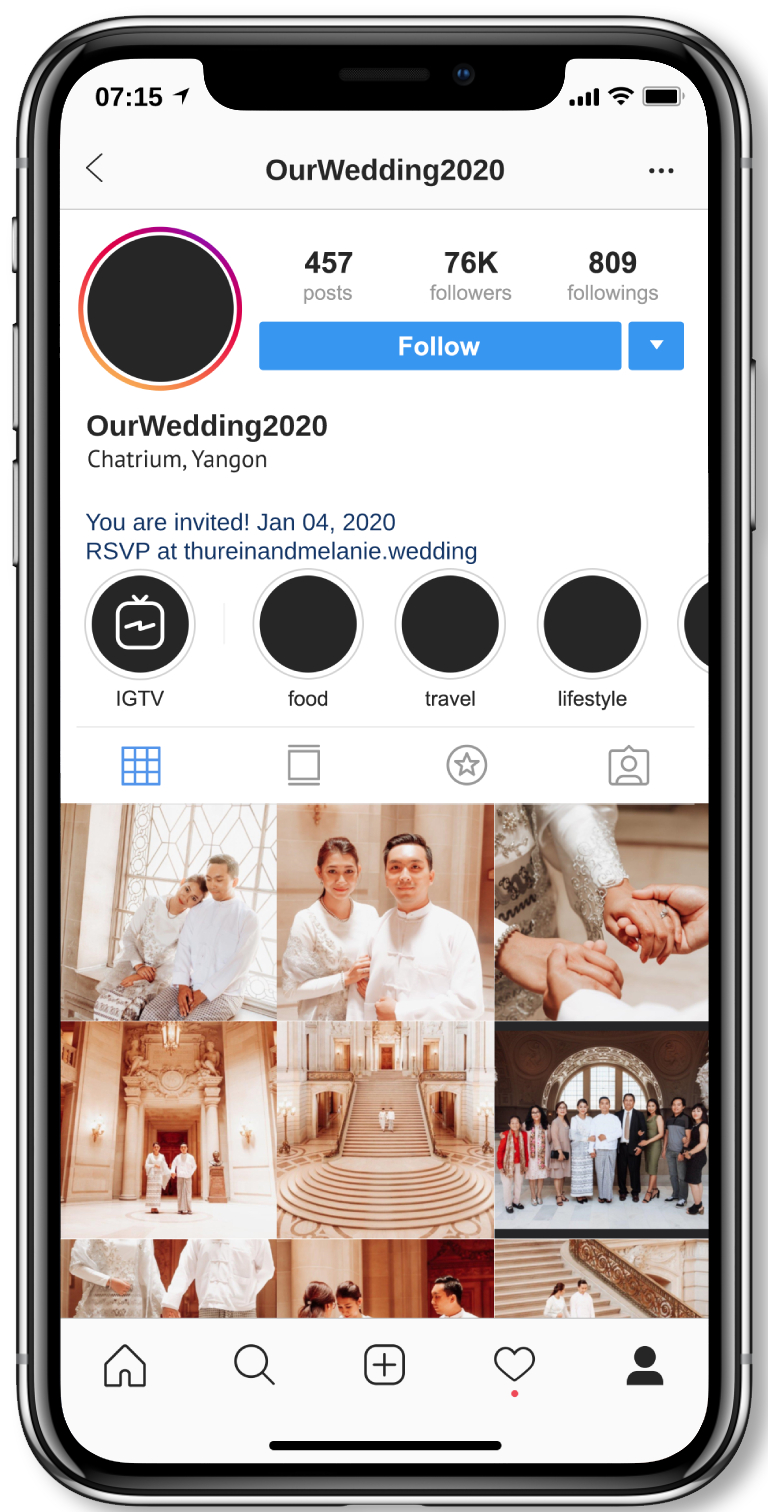 07:15
OurWedding2020
457 76K 809
posts followers followings
Follow
OurWedding2020
Chatrium, Yangon
You are invited! Jan 04, 2020
RSVP at thureinandmelanie.wedding
IGTV food travel lifestyle